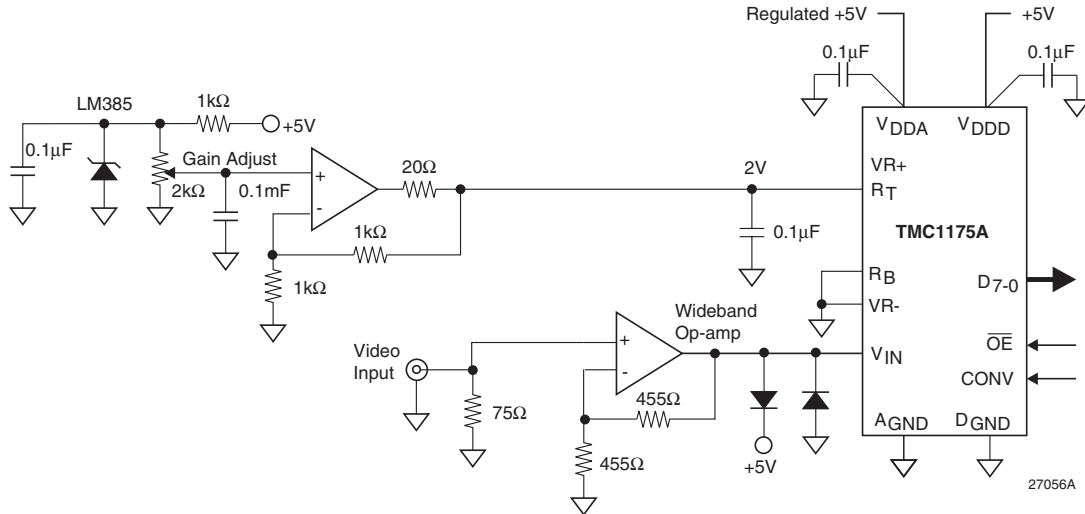 Regulated +5V
+5V
0.1µF
0.1µF
LM385
1kΩ
+5V
VDDA
VDDD
0.1µF
Gain Adjust
2kΩ
0.1mF
+
-
20Ω
2V
VR+
RT
1kΩ
0.1µF
TMC1175A
1kΩ
RB
VR-
D7-0
Wideband
Op-amp
Video
Input
+
-
VIN
OE
CONV
75Ω
455Ω
455Ω
+5V
AGND
DGND
27056A